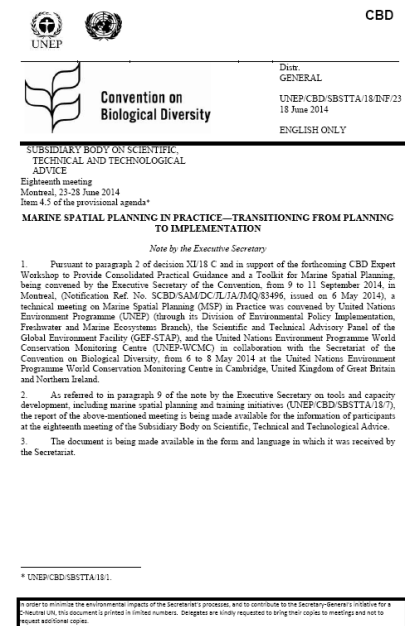 CBD
UNEP
Distr.
GENERAL
UNEP/CBD/SBSTTA/18/INF/23
18 June 2014
ENGLISH ONLY
Convention on
Biological Diversity
SUBSIDIARY BODY ON SCIENTIFIC,
TECHNICAL AND TECHNOLOGICAL
ADVICE
Eighteenth meeting
Montreal, 23-28 June 2014
Item 4.5 of the provisional agenda*
MARINE SPATIAL PLANNING IN PRACTICE—TRANSITIONING FROM PLANNING
TO IMPLEMENTATION
Note by the Executive Secretary
1. Pursuant to paragraph 2 of decision XI/18 C and in support of the forthcoming CBD Expert
Workshop to Provide Consolidated Practical Guidance and a Toolkit for Marine Spatial Planning,
being convened by the Executive Secretary of the Convention, from 9 to 11 September 2014, in
Montreal, (Notification Ref. No. SCBD/SAM/DC/JL/JA/JMQ/83496, issued on 6 May 2014), a
technical meeting on Marine Spatial Planning (MSP) in Practice was convened by United Nations
Environment Programme (UNEP) (through its Division of Environmental Policy Implementation,
Freshwater and Marine Ecosystems Branch), the Scientific and Technical Advisory Panel of the
Global Environment Facility (GEF-STAP), and the United Nations Environment Programme World
Conservation Monitoring Centre (UNEP-WCMC) in collaboration with the Secretariat of the
Convention on Biological Diversity, from 6 to 8 May 2014 at the United Nations Environment
Programme World Conservation Monitoring Centre in Cambridge, United Kingdom of Great Britain
and Northern Ireland.
2. As referred to in paragraph 9 of the note by the Executive Secretary on tools and capacity
development, including marine spatial planning and training initiatives (UNEP/CBD/SBSTTA/18/7),
the report of the above-mentioned meeting is being made available for the information of participants
at the eighteenth meeting of the Subsidiary Body on Scientific, Technical and Technological Advice.
3. The document is being made available in the form and language in which it was received by
the Secretariat.
* UNEP/CBD/SBSTTA/18/1.
In order to minimize the environmental impacts of the Secretariat's processes, and to contribute to the Secretary-General's initiative for a
C-Neutral UN, this document is printed in limited numbers. Delegates are kindly requested to bring their copies to meetings and not to
request additional copies.